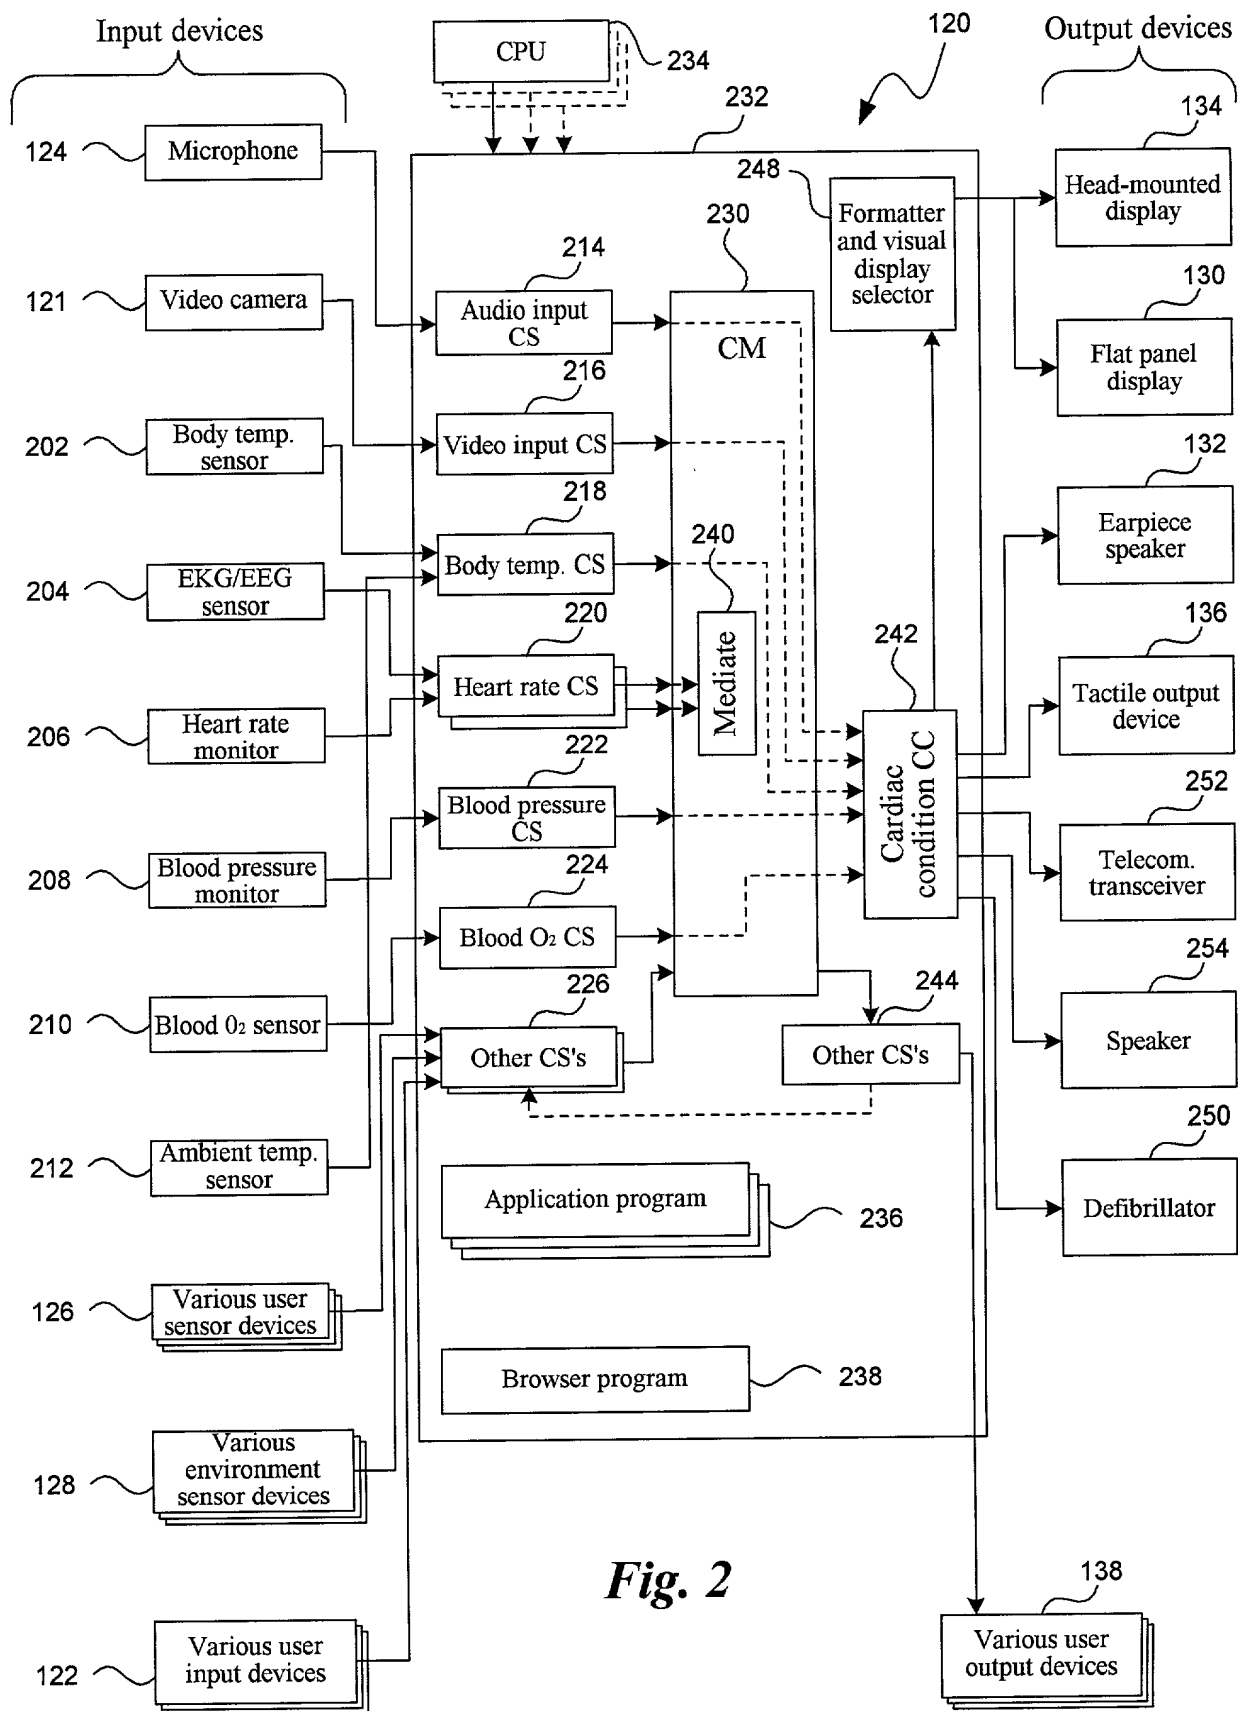 Input devices
CPU
234
120
Output devices
232
134
124
Microphone
248
Head-mounted
display
230
Formatter
and visual
display
selector
214
121
Video camera
Audio input
CS
130
CM
Flat panel
display
216
202
Body temp.
sensor
Video input CS
132
218
Earpiece
speaker
240
204
EKG/EEG
sensor
Body temp. CS
220
242
136
Heart rate CS
Mediate
Tactile output
device
206
Heart rate
monitor
222
252
Blood pressure
CS
Cardiac
condition CC
208
Blood pressure
monitor
224
Telecom.
transceiver
Blood O2 CS
254
226
244
210
Blood 02 sensor
Other CS's
Other CS's
Speaker
250
212
Ambient temp.
sensor
Application program
236
Defibrillator
126
Various user
sensor devices
Browser program
238
128
Various
environment
sensor devices
Fig. 2
138
122
Various user
input devices
Various user
output devices